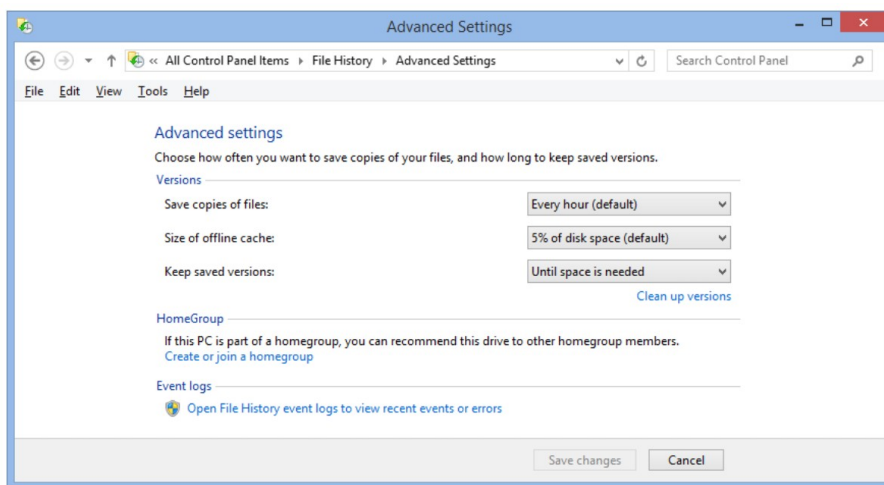 Advanced Settings
« All Control Panel Items File History Advanced Settings Search Control Panel
File Edit View Tools Help
Advanced settings
Choose how often you want to save copies of your files, and how long to keep saved versions.
Versions
Save copies of files: Every hour (default)
Size of offline cache: 5% of disk space (default)
Keep saved versions: Until space is needed
Clean up versions
HomeGroup
If this PC is part of a homegroup, you can recommend this drive to other homegroup members.
Create or join a homegroup
Event logs
Open File History event logs to view recent events or errors
Save changes Cancel